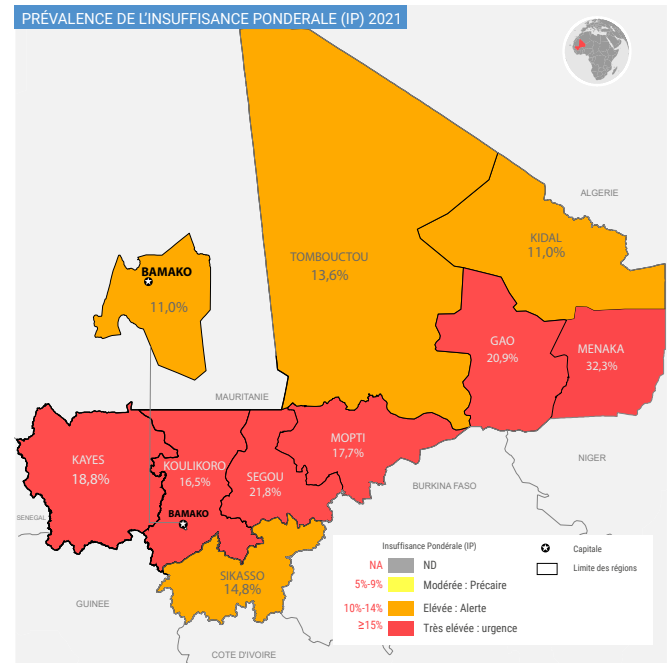 PRÉVALENCE DE L'INSUFFISANCE PONDERALE (IP) 2021
ALGERIE
KIDAL
11,0%
TOMBOUCTOU
13,6%
BAMAKO
11,0%
GAO
20,9%
MENAKA
32,3%
MAURITANIE
MOPTI
17,7%
KAYES
18,8%
KOULIKORO
16,5%
SEGOU
21,8%
NIGER
BURKINA FASO
SENEGAL
BAMAKO
SIKASSO
14,8%
GUINEE
COTE D'IVOIRE
Insuffisance Pondérale (IP)
NA ND
5%-9% Modérée : Précaire
10%-14% Elévée : Alerte
≥15% Très elévée : urgence
Capitale
Limite des régions